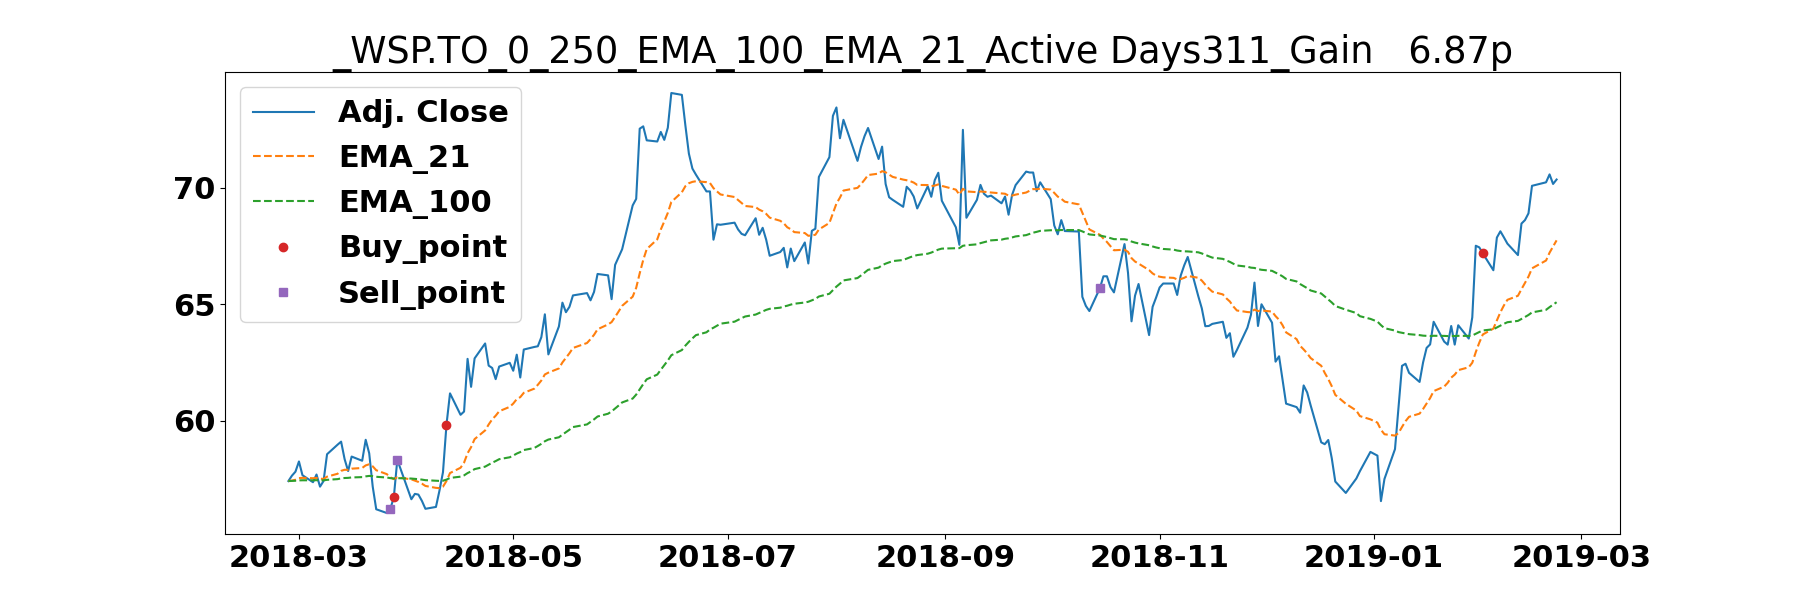 _WSP.TO_0_250_EMA_100_EMA_21_Active Days311_Gain   6.87p
Adj. Close
EMA_21
EMA_100
Buy_point
Sell_point
70
65
60
2018-03 2018-05 2018-07 2018-09 2018-11 2019-01 2019-03